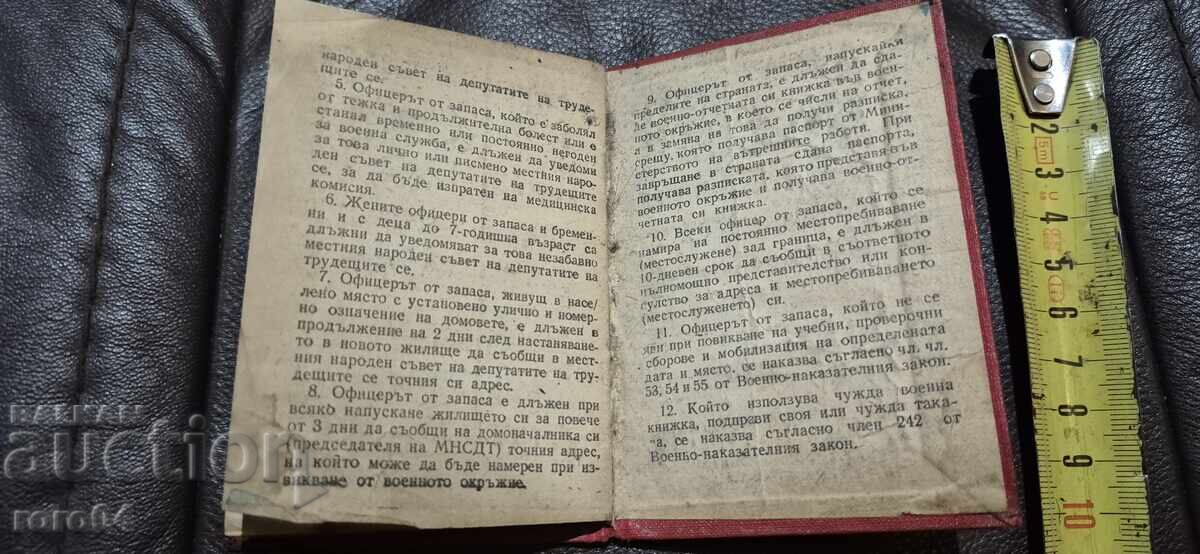 народен съвет на депутатите на труде-
щите се.
5. Офицерът от запаса, който е заболял
от тежка и продължителна болест или е
станал временно или постоянно негоден
за военна служба, е длъжен да уведоми
за това лично или писмено местния наро-
ден съвет на депутатите на трудещите
се, за да бъде изпратен на медицинска
комисия.
6. Жените офицери от запаса и бремен-
ни и с деца до 7-годишна възраст са
длъжни да уведомяват за това незабавно
местния народен съвет на депутатите на
трудещите се.
7. Офицерът от запаса, живущ в насе-
лено място с установено улично и номер-
но означение на домовете, е длъжен в
продължение на 2 дни след настаняване-
то в новото жилище да съобщи в мест-
ния народен съвет на депутатите на тру-
дещите се точния си адрес.
8. Офицерът от запаса е длъжен при
всяко напускане жилището си за повече
от 3 дни да съобщи на домоначалника си
(председателя на МНСДТ) точния адрес,
на който може да бъде намерен при из-
викване от военното окръжие.
9. Офицерът от запаса, напускайки
пределите на страната, е длъжен да сда-
де военно-отчетната си книжка във воен-
ното окръжие, в което се числи на отчет,
а в замяна на това да получи разписка,
срещу която получава паспорт от Мини-
стерството на вътрешните работи. При
завръщане в страната сдава паспорта,
получава разписката, която представя във
военното окръжие и получава военно-от-
четната си книжка.
10. Всеки офицер от запаса, който се
намира на постоянно местопребиваване
(местослужене) зад граница, е длъжен в
10-дневен срок да съобщи в съответното
пълномощно представителство или кон-
сулство за адреса и местопребиваването
(местослуженето) си.
11. Офицерът от запаса, който не се
яви при повикване на учебни, проверочни
сборове и мобилизация на определената
дата и място, се наказва съгласно чл. чл.
53, 54 и 55 от Военно-наказателния закон.
12. Който използува чужда военна
книжка, подправи своя или чужда така-
ва, се наказва съгласно член 242 от
Военно-наказателния закон.
2
3
4
5
6
7
8
9
10
BALKAN
auction
roro64